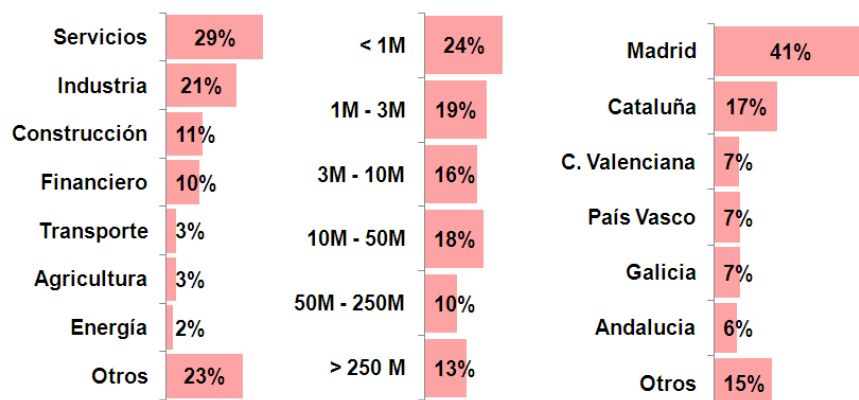 Servicios 29%
Industria 21%
Construcción 11%
Financiero 10%
Transporte 3%
Agricultura 3%
Energía 2%
Otros 23%
< 1M 24%
1M - 3M 19%
3M - 10M 16%
10M - 50M 18%
50M - 250M 10%
> 250 M 13%
Madrid 41%
Cataluña 17%
C. Valenciana 7%
País Vasco 7%
Galicia 7%
Andalucia 6%
Otros 15%